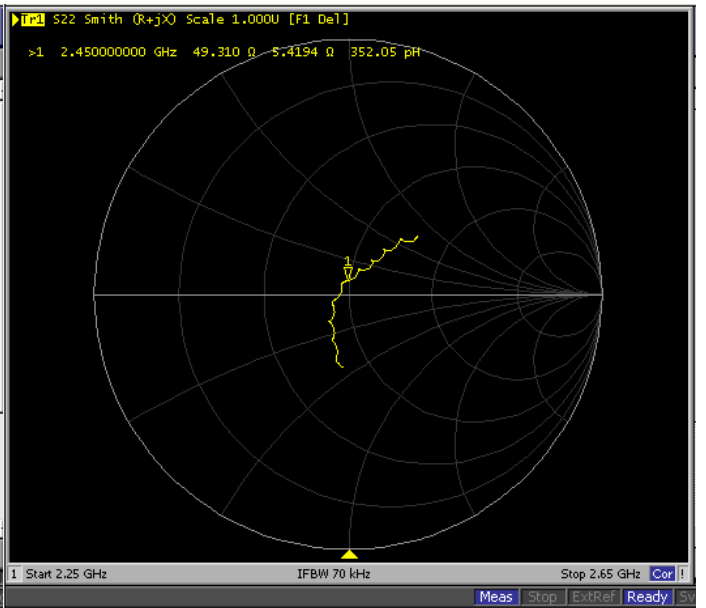 Tr1 S22 Smith (R+jX) Scale 1.000U [F1 Del]
>1 2.450000000 GHz 49.310 Ω 5.4194 Ω 352.05 pH
1
1 Start 2.25 GHz IFBW 70 kHz Stop 2.65 GHz Cor !
Meas Stop ExtRef Ready Sv